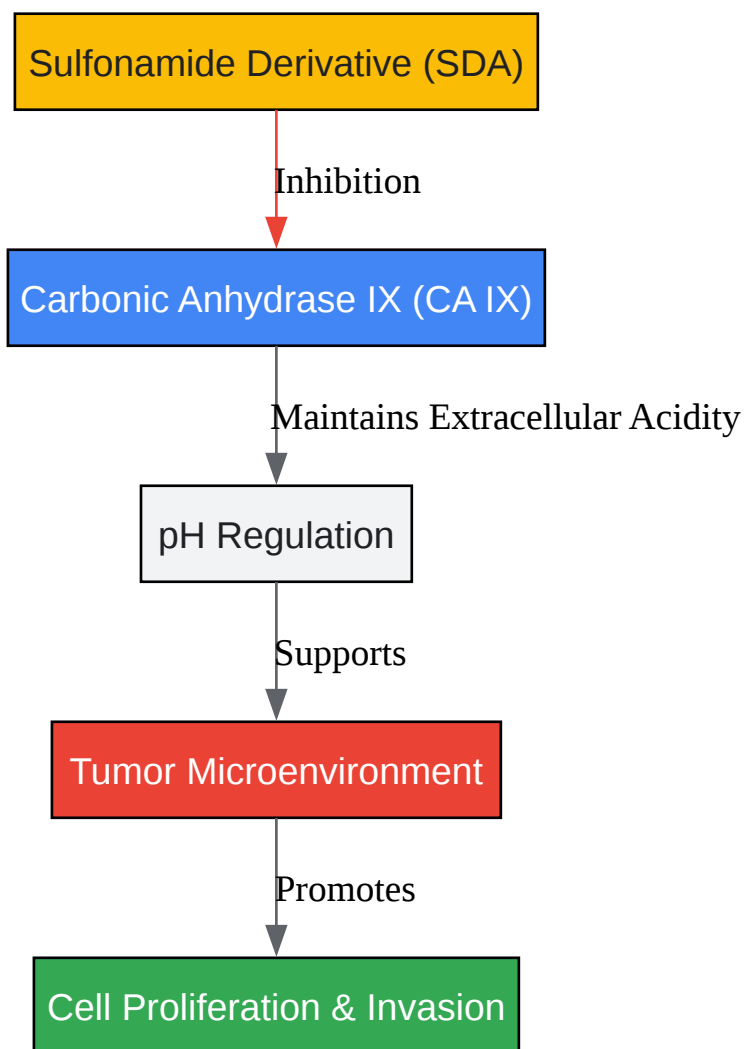 Sulfonamide Derivative (SDA)
Inhibition
Carbonic Anhydrase IX (CA IX)
Maintains Extracellular Acidity
pH Regulation
Supports
Tumor Microenvironment
Promotes
Cell Proliferation & Invasion